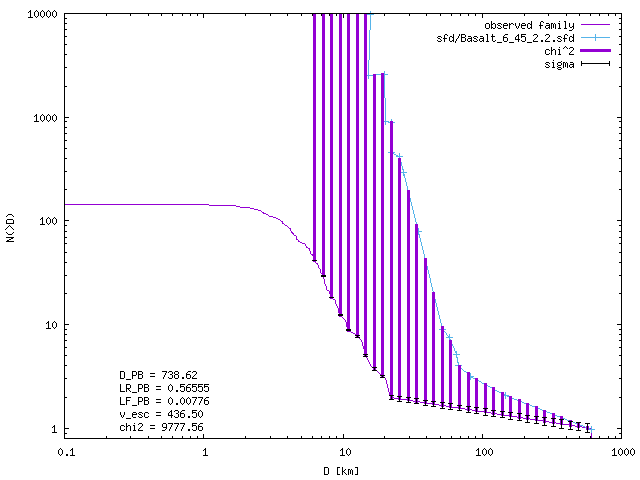 10000
1000
100
10
1
N(>D)
observed family
sfd/Basalt_6_45_2.2.sfd
chi^2
sigma
D_PB = 738.62
LR_PB = 0.56555
LF_PB = 0.00776
v_esc = 436.50
chi2 = 9777.56
0.1 1 10 100 1000
D [km]